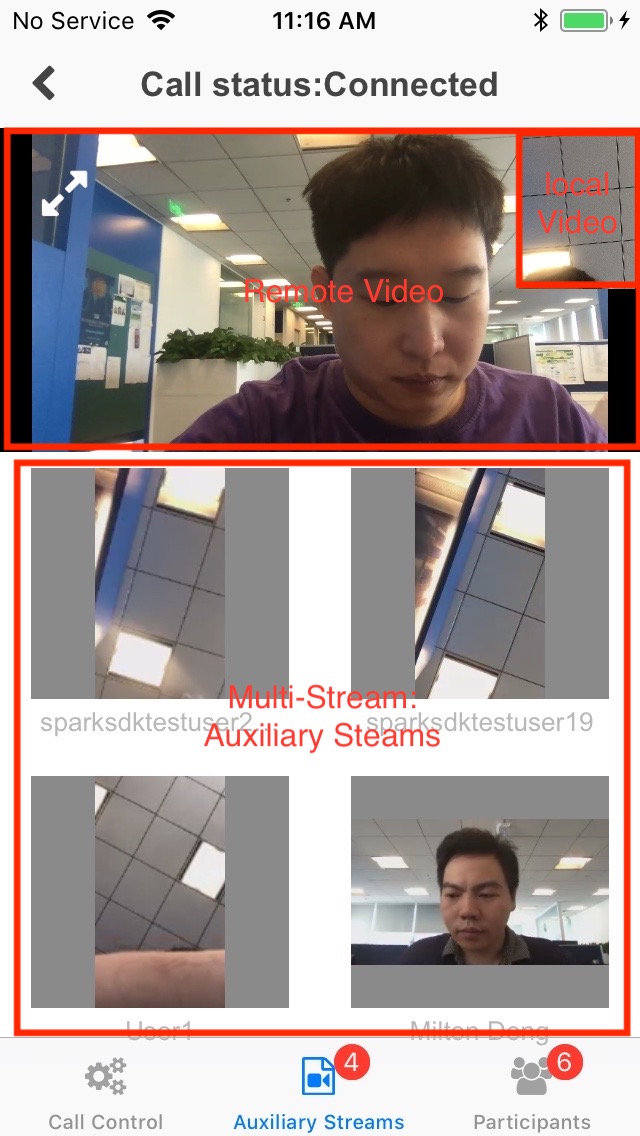 No Service 11:16 AM
Call status:Connected
local
Video
Remote Video
Multi-Stream:
sparksdktestuser2 sparksdktestuser19
Auxiliary Steams
User1 Milton Dong
4 6
Call Control Auxiliary Streams Participants